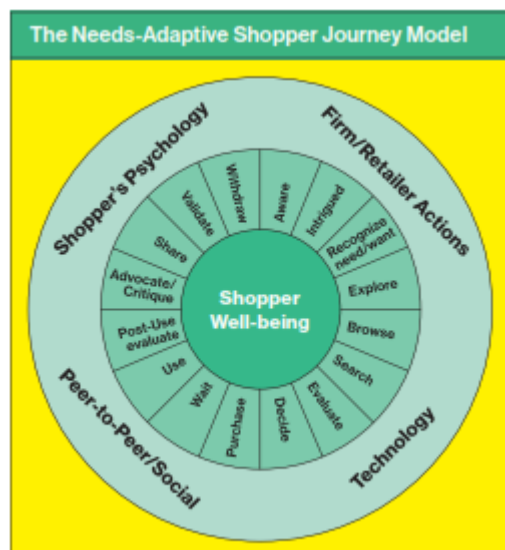 The Needs-Adaptive Shopper Journey Model
Shopper's Psychology
Firm/Retailer Actions
Technology
Peer-to-Peer/Social
Aware
Intrigued
Recognize
need/want
Explore
Browse
Search
Evaluate
Decide
Purchase
Wait
Use
Post-Use
evaluate
Advocate/
Critique
Share
Validate
Withdraw
Shopper
Well-being